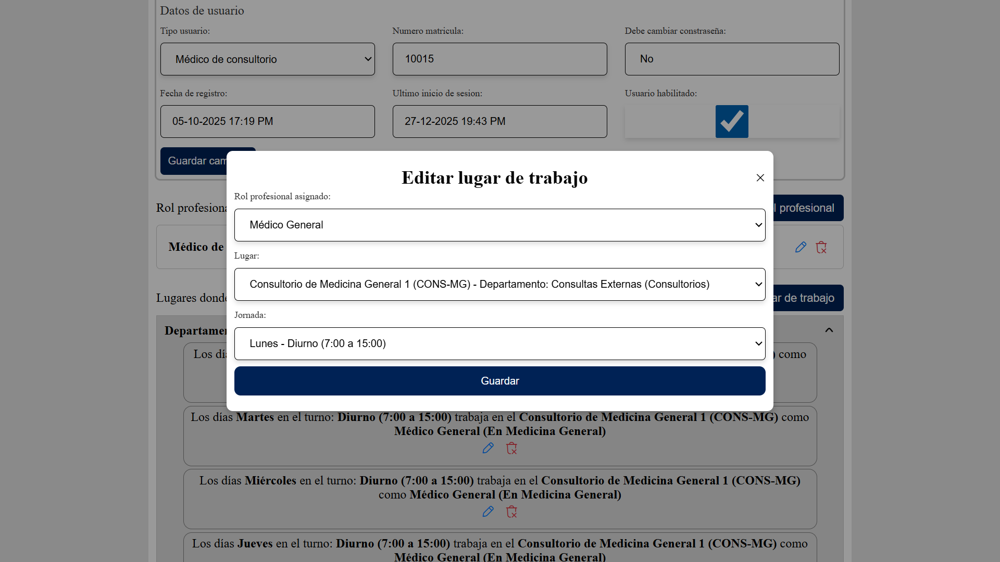 Datos de usuario
Tipo usuario:
Numero matricula:
Debe cambiar constraseña:
Médico de consultorio
10015
No
Fecha de registro:
Ultimo inicio de sesion:
Usuario habilitado:
05-10-2025 17:19 PM
27-12-2025 19:43 PM
Guardar cam
Editar lugar de trabajo
Rol profesional asignado:
Rol profesiona
l profesional
Médico General
Médico de
Lugar:
Consultorio de Medicina General 1 (CONS-MG) - Departamento: Consultas Externas (Consultorios)
Lugares donde
ar de trabajo
Jornada:
Departamen
Lunes - Diurno (7:00 a 15:00)
Los día
) como
Guardar
Los días Martes en el turno: Diurno (7:00 a 15:00) trabaja en el Consultorio de Medicina General 1 (CONS-MG) como
Médico General (En Medicina General)
Los días Miércoles en el turno: Diurno (7:00 a 15:00) trabaja en el Consultorio de Medicina General 1 (CONS-MG)
como Médico General (En Medicina General)
Los días Jueves en el turno: Diurno (7:00 a 15:00) trabaja en el Consultorio de Medicina General 1 (CONS-MG) como
Médico General (En Medicina General)